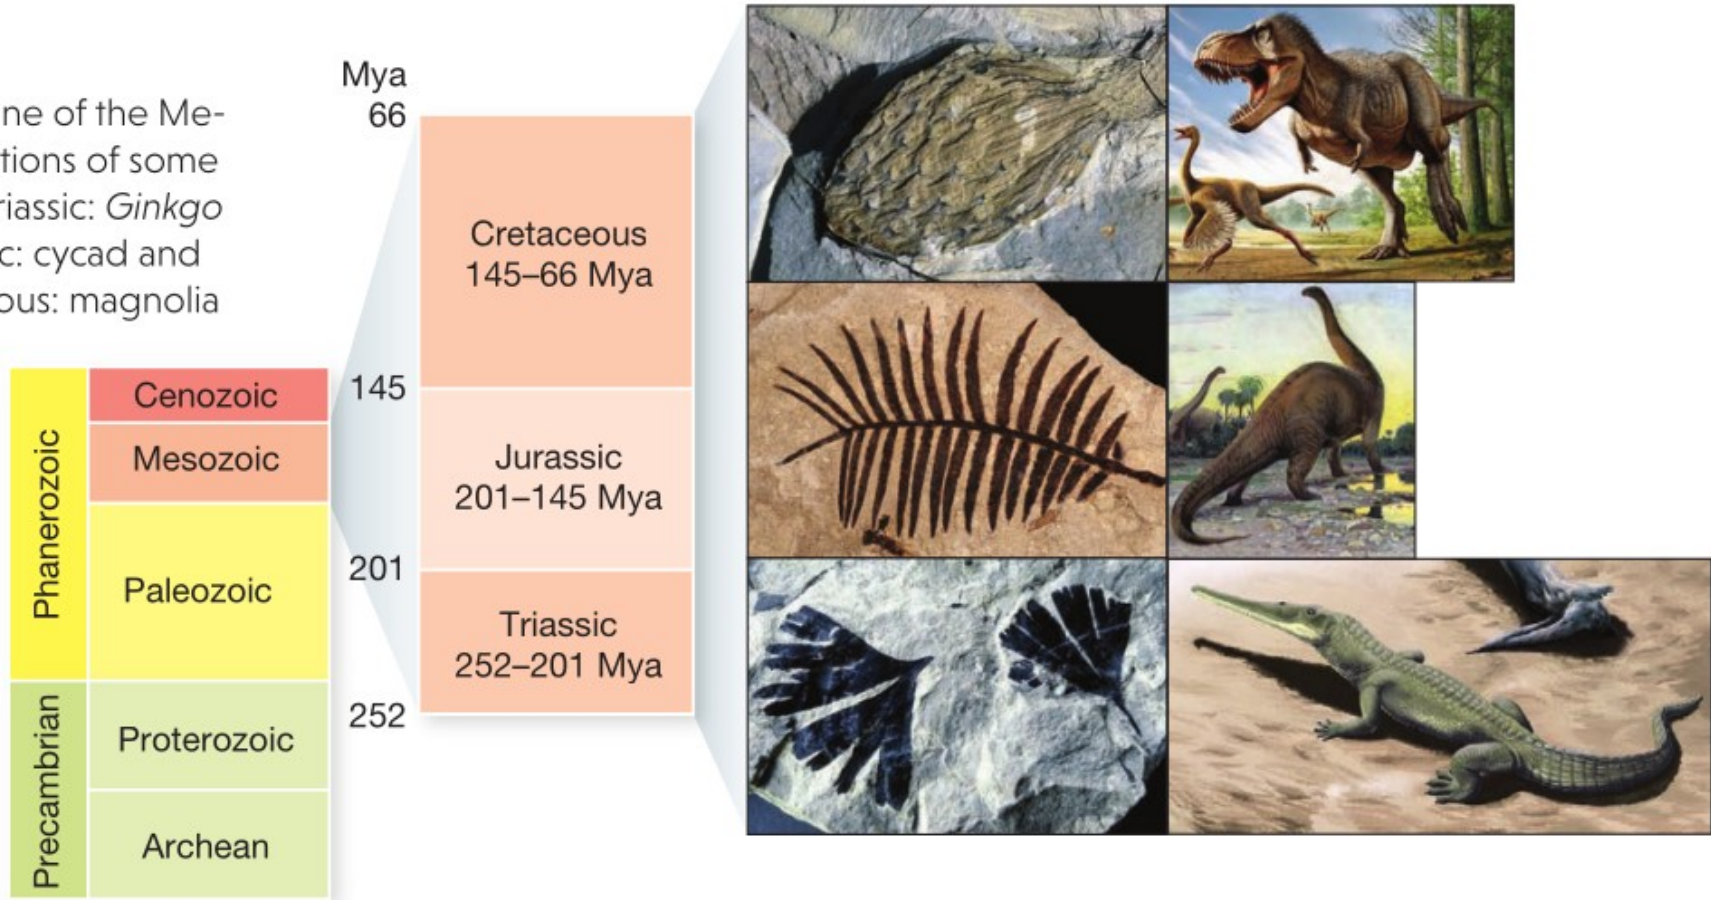 ne of the Me-
tions of some
riassic: Ginkgo
c: cycad and
ous: magnolia
Phanerozoic
Cenozoic
Mesozoic
Paleozoic
Precambrian
Proterozoic
Archean
Mya
66
Cretaceous
145–66 Mya
145
Jurassic
201–145 Mya
201
Triassic
252–201 Mya
252